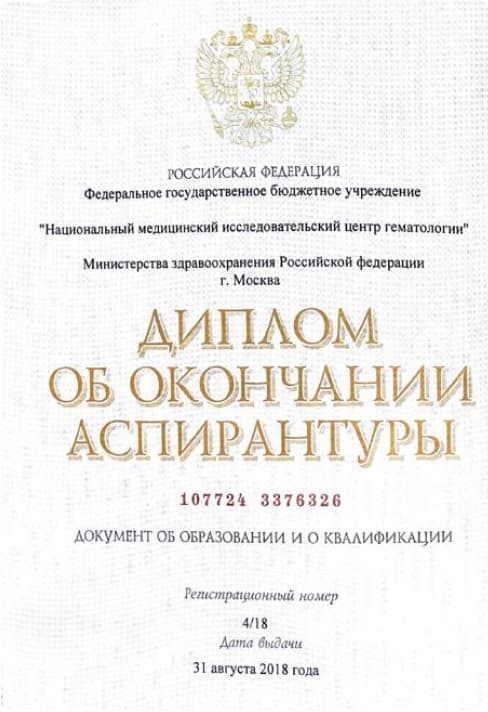 РОССИЙСКАЯ ФЕДЕРАЦИЯ
Федеральное государственное бюджетное учреждение
"Национальный медицинский исследовательский центр гематологии"
Министерства здравоохранения Российской федерации
г. Москва
ДИПЛОМ
ОБ ОКОНЧАНИИ
АСПИРАНТУРЫ
107724 3376326
ДОКУМЕНТ ОБ ОБРАЗОВАНИИ И О КВАЛИФИКАЦИИ
Регистрационный номер
4/18
Дата выдачи
31 августа 2018 года